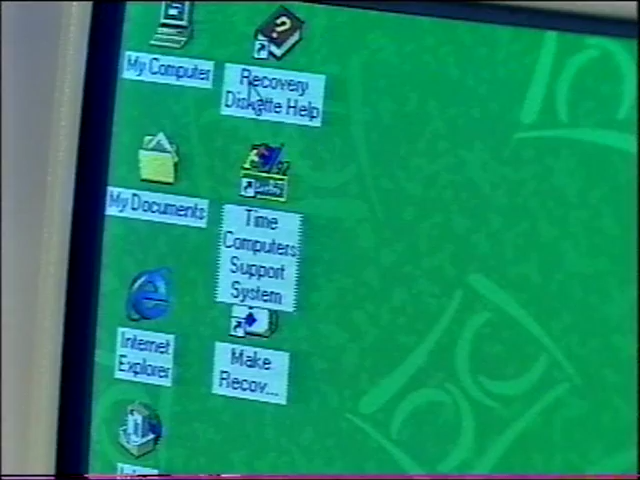 My Computer
Recovery
Diskette Help
My Documents
Time
Computers
Support
System
Internet
Explorer
Make
Recov...